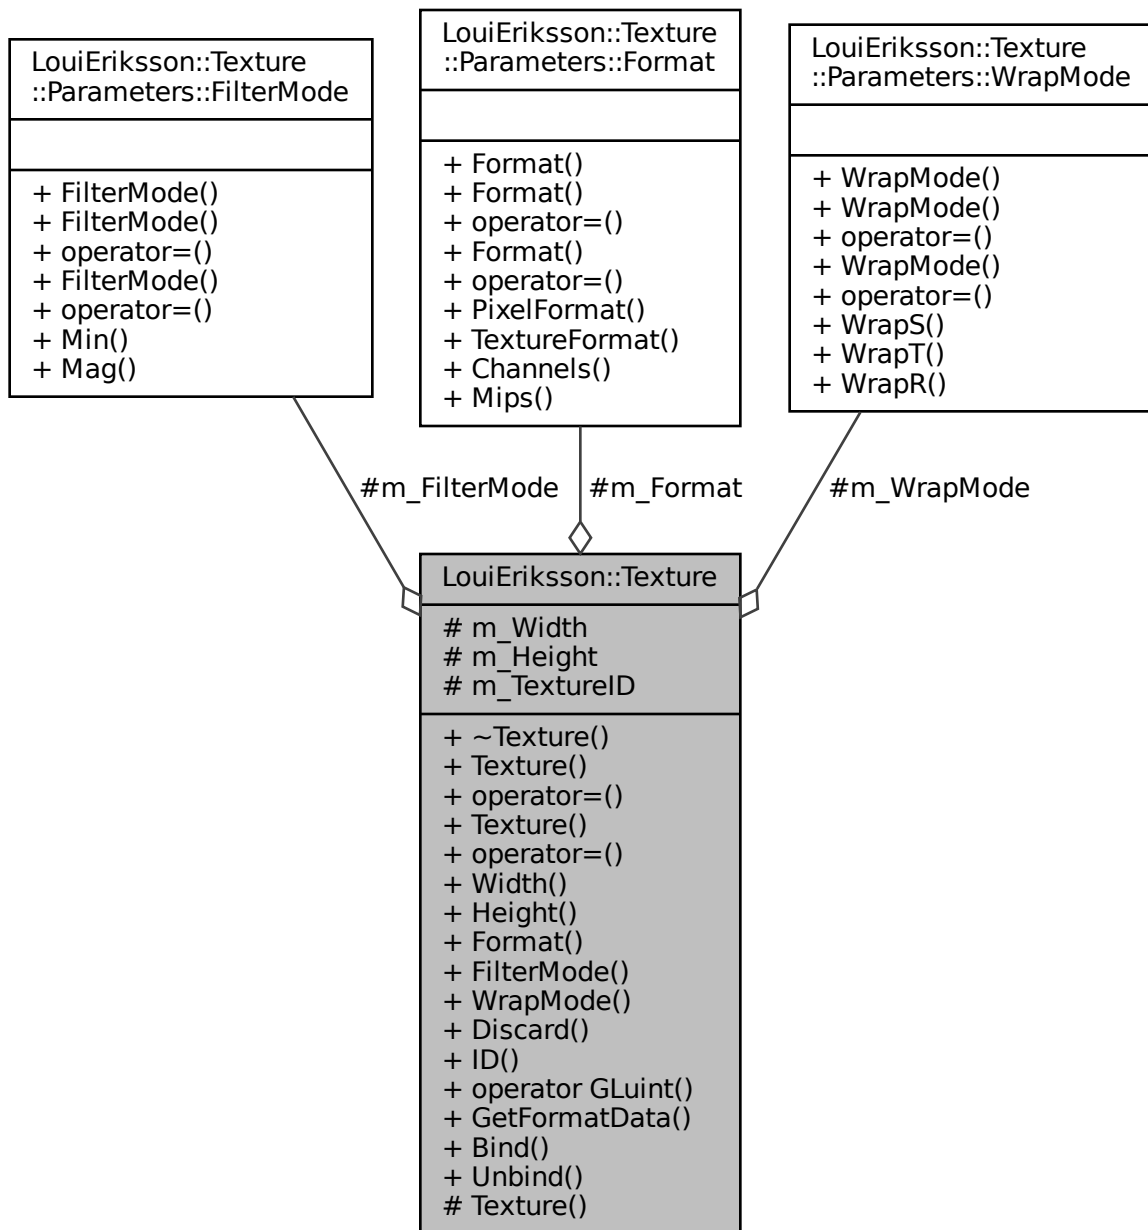 LouiEriksson::Texture
::Parameters::FilterMode
+ FilterMode()
+ FilterMode()
+ operator=()
+ FilterMode()
+ operator=()
+ Min()
+ Mag()
LouiEriksson::Texture
::Parameters::Format
+ Format()
+ Format()
+ operator=()
+ Format()
+ operator=()
+ PixelFormat()
+ TextureFormat()
+ Channels()
+ Mips()
LouiEriksson::Texture
::Parameters::WrapMode
+ WrapMode()
+ WrapMode()
+ operator=()
+ WrapMode()
+ operator=()
+ WrapS()
+ WrapT()
+ WrapR()
#m_FilterMode
#m_Format
#m_WrapMode
LouiEriksson::Texture
# m_Width
# m_Height
# m_TextureID
+ ~Texture()
+ Texture()
+ operator=()
+ Texture()
+ operator=()
+ Width()
+ Height()
+ Format()
+ FilterMode()
+ WrapMode()
+ Discard()
+ ID()
+ operator GLuint()
+ GetFormatData()
+ Bind()
+ Unbind()
# Texture()